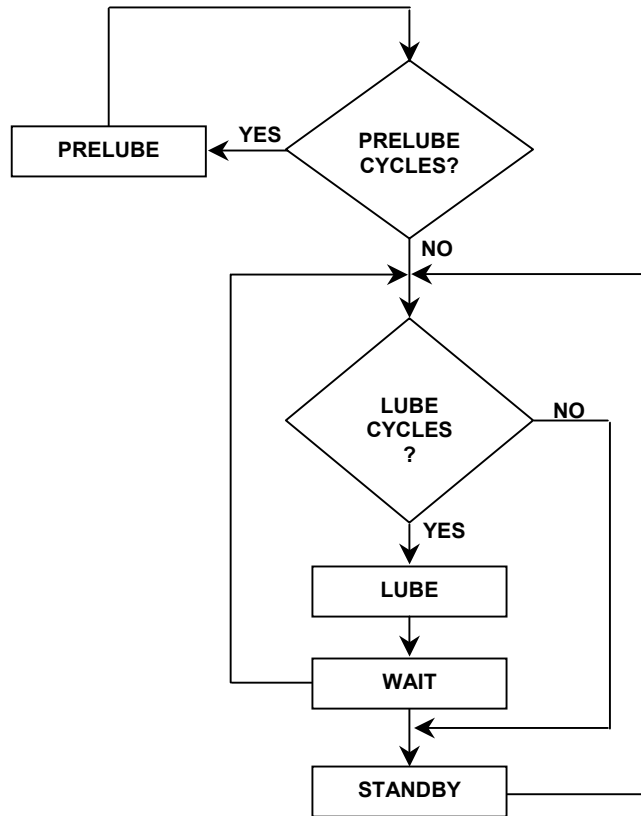 YES
PRELUBE
PRELUBE
CYCLES?
NO
LUBE
CYCLES
?
NO
YES
LUBE
WAIT
STANDBY